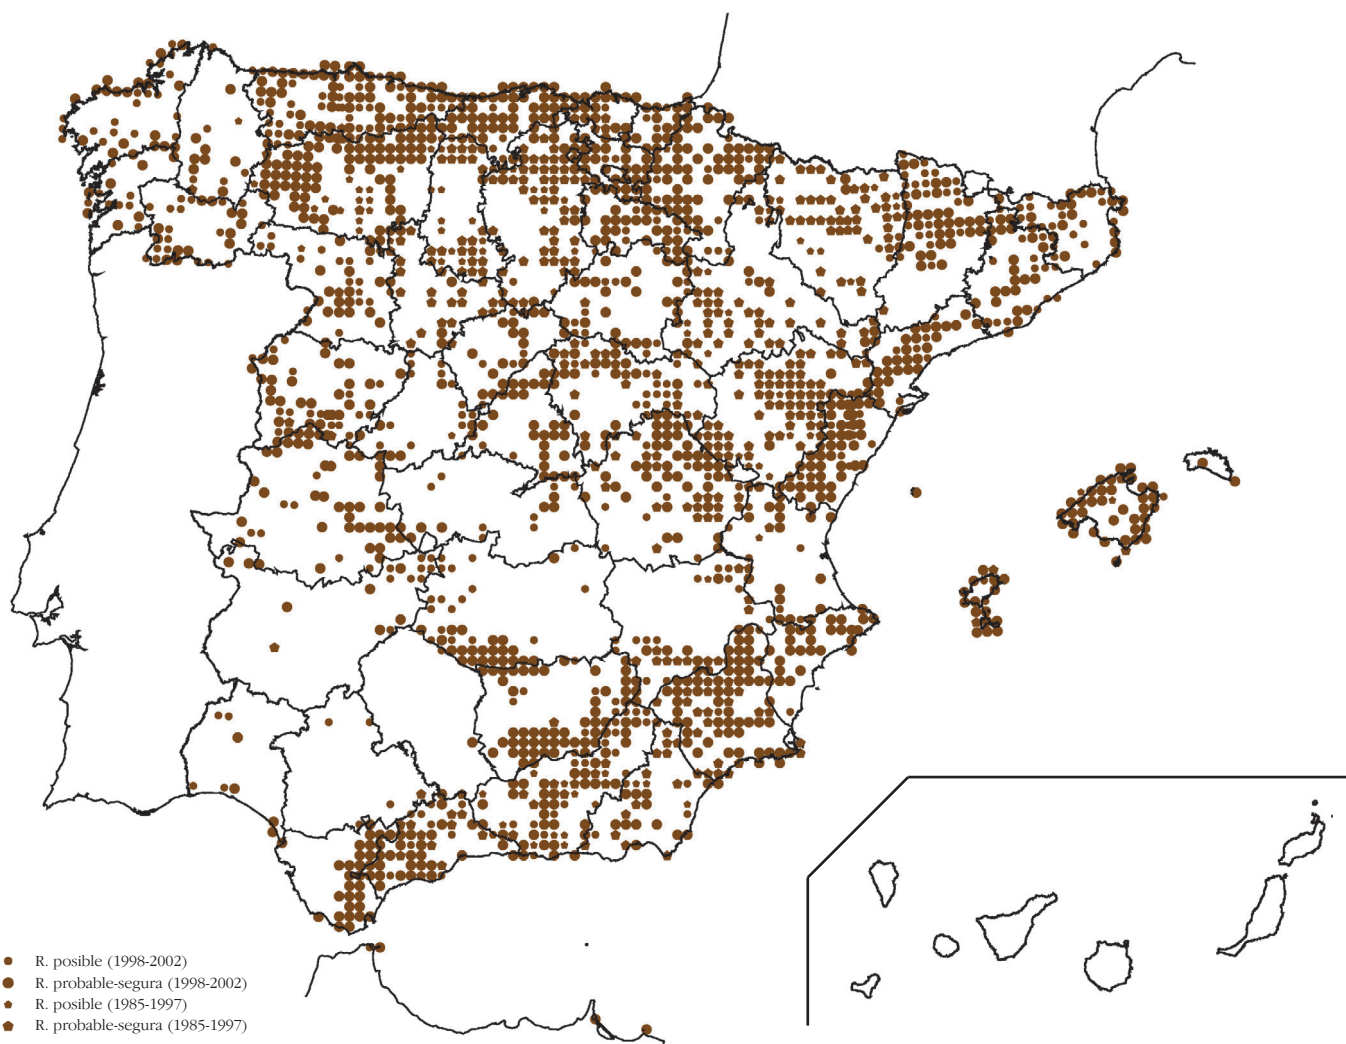 R. posible (1998-2002)
R. probable-segura (1998-2002)
R. posible (1985-1997)
R. probable-segura (1985-1997)